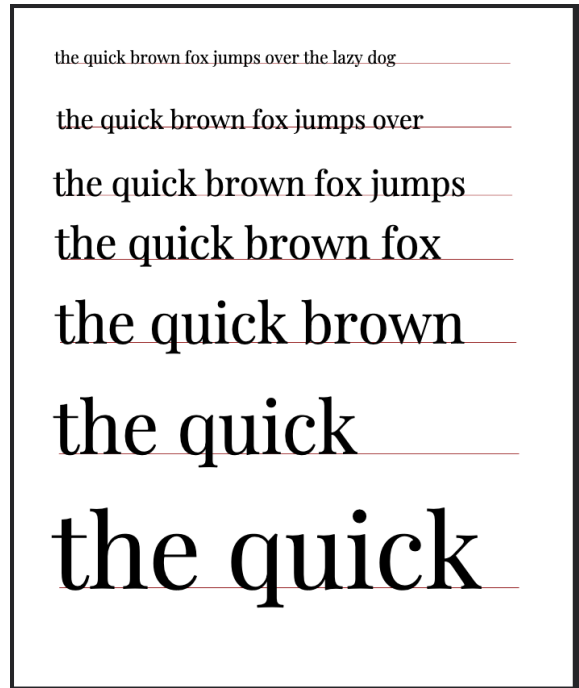 the quick brown fox jumps over the lazy dog
the quick brown fox jumps over
the quick brown fox jumps
the quick brown fox
the quick brown
the quick
the quick